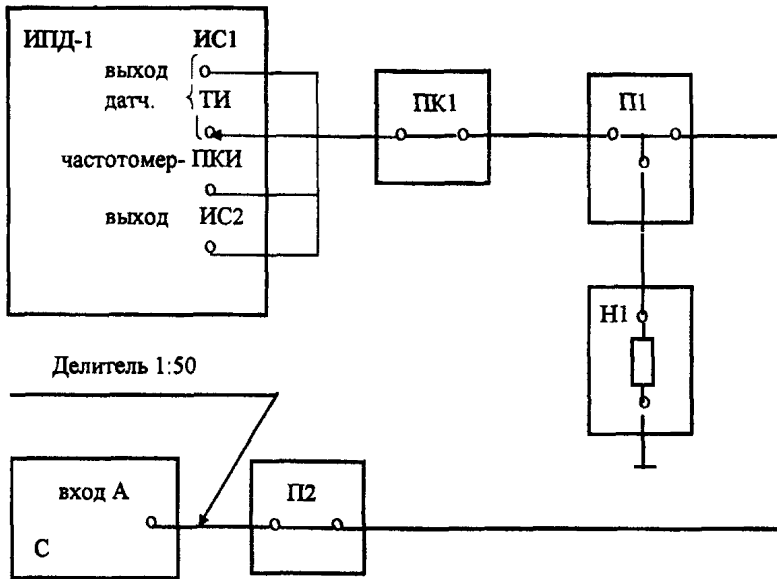 ИПД-1 ИС1
выход
датч. ТИ
частотомер- ПКИ
выход ИС2
ПК1
П1
Н1
Делитель 1:50
вход А
С
П2